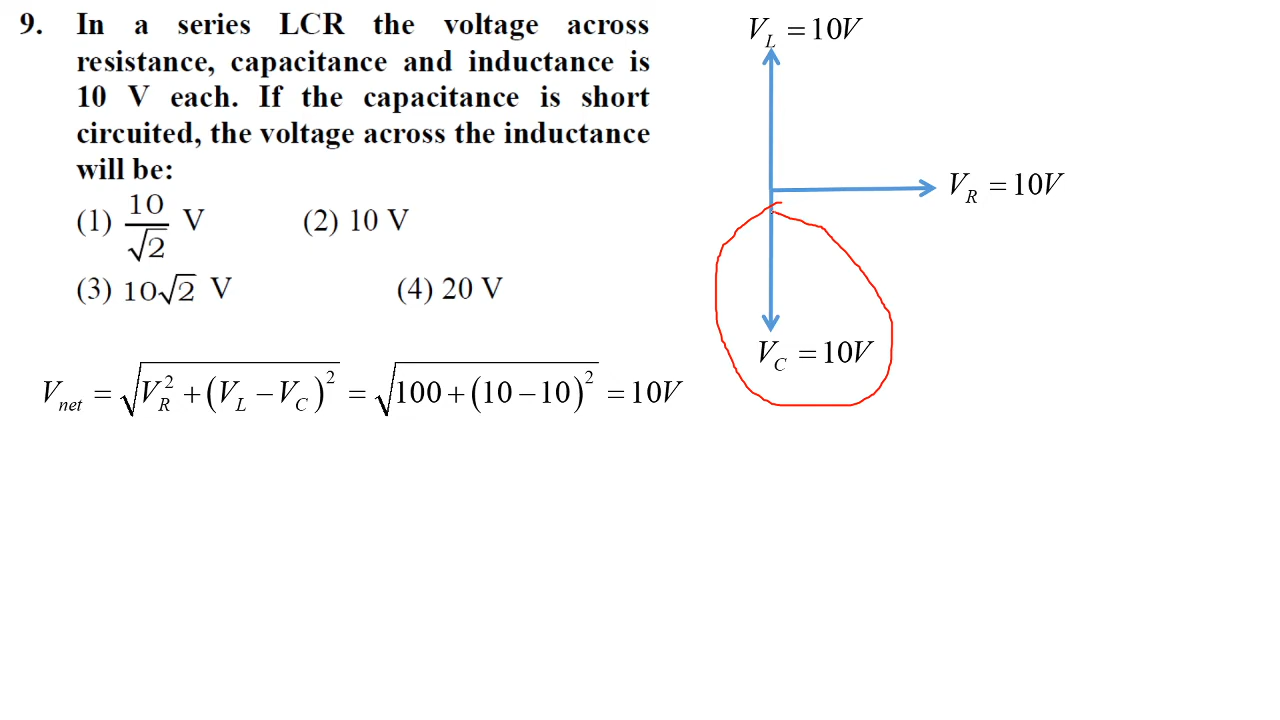 9. In a series LCR the voltage across
resistance, capacitance and inductance is
10 V each. If the capacitance is short
circuited, the voltage across the inductance
will be:
(1) 10/√2 V (2) 10 V
(3) 10√2 V (4) 20 V
V_net = √(V_R² + (V_L − V_C)²) = √(100 + (10 − 10)²) = 10V
V_L = 10V
V_R = 10V
V_C = 10V